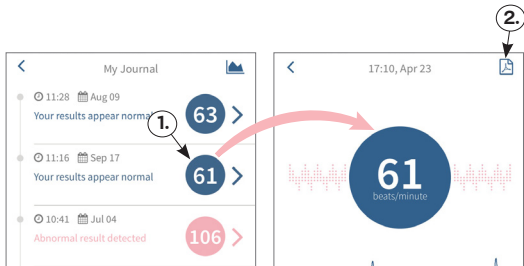 2.
My Journal
11:28 Aug 09
Your results appear normal
63
1.
11:16 Sep 17
Your results appear normal
61
10:41 Jul 04
Abnormal result detected
106
17:10, Apr 23
61
beats/minute